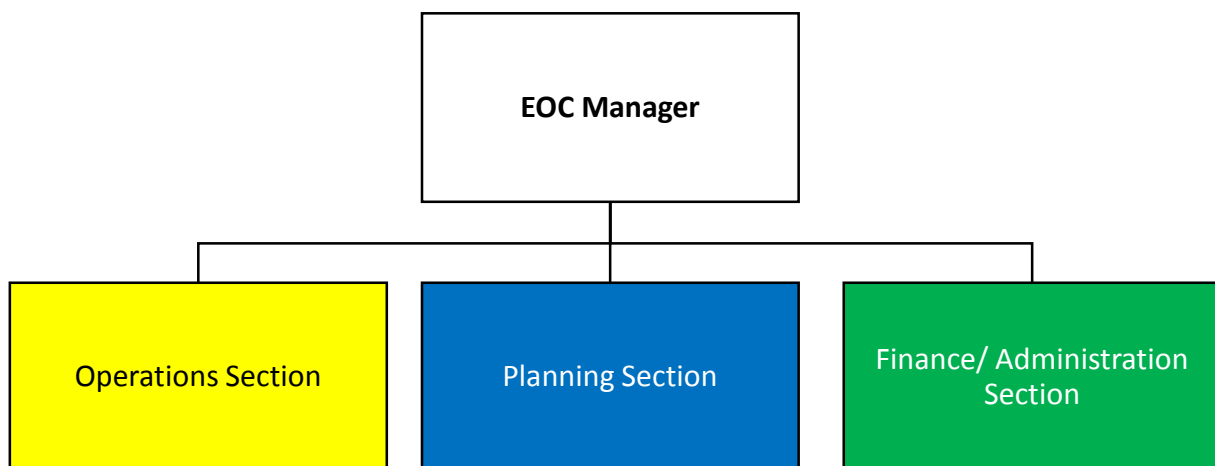 EOC Manager
Operations Section
Planning Section
Finance/ Administration
Section